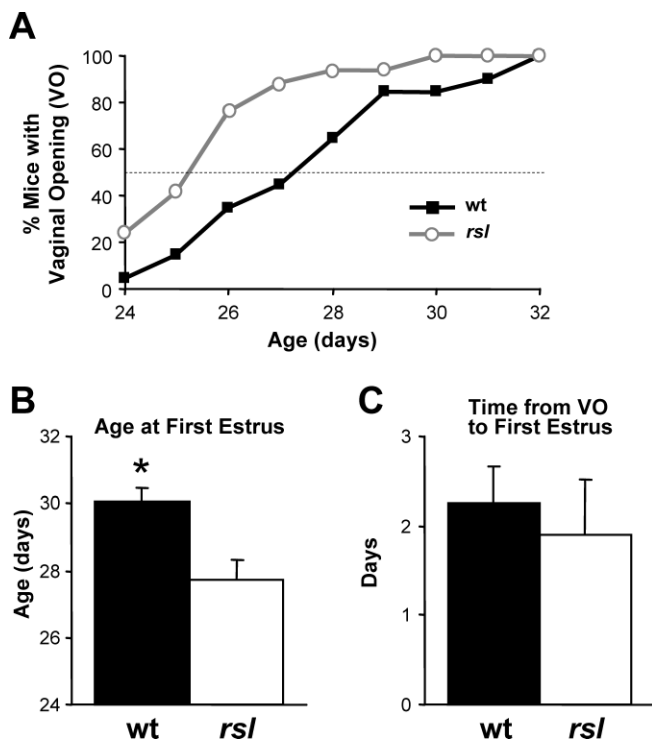 A
% Mice with
Vaginal Opening (VO)
100
80
60
40
20
0
wt
rsl
24 26 28 30 32
Age (days)
B
Age at First Estrus
Age (days)
32
30
28
26
24
*
wt rsl
C
Time from VO
to First Estrus
Days
3
2
1
0
wt rsl